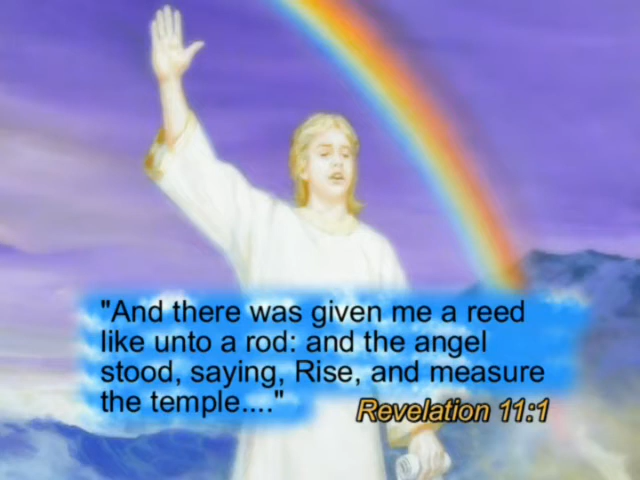 "And there was given me a reed
like unto a rod: and the angel
stood, saying, Rise, and measure
the temple...."
Revelation 11:1